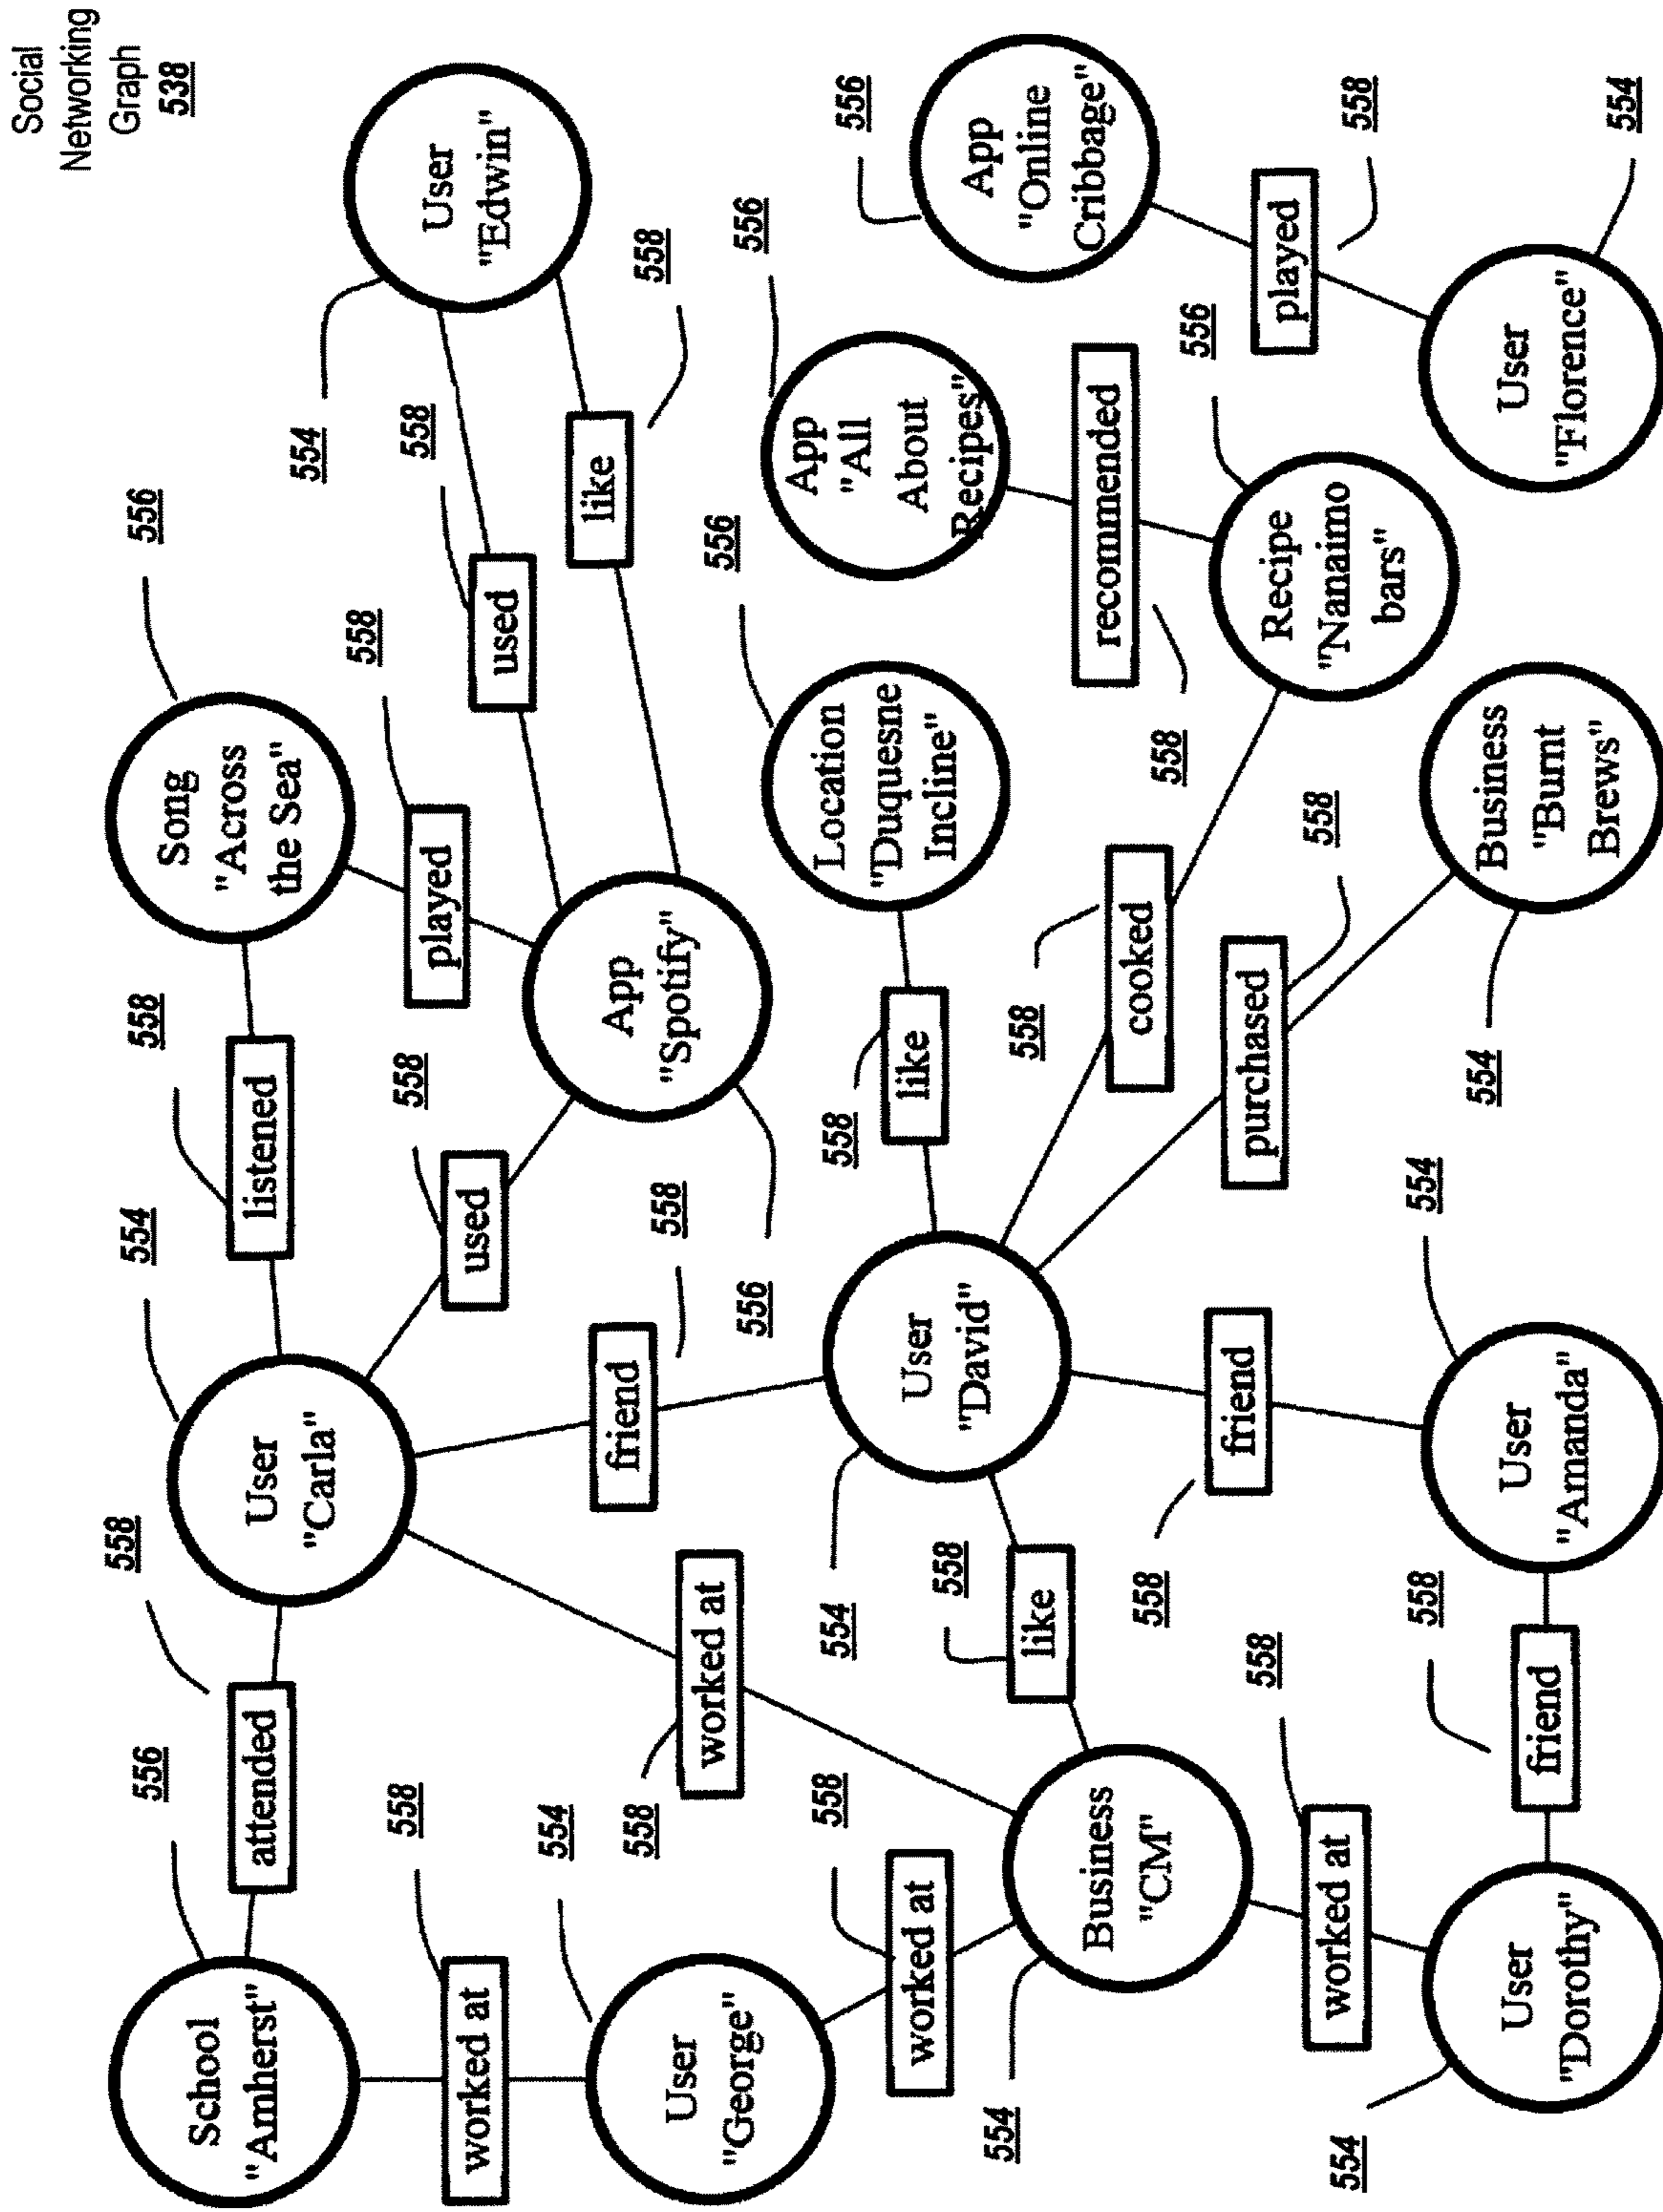 Social
Networking
Graph
538
School
"Amherst"
556
attended
558
User
"Carla"
554
listened
558
Song
"Across
the Sea"
556
worked at
558
used
558
played
558
User
"Edwin"
554
used
558
like
558
User
"George"
554
friend
558
App
"Spotify"
556
worked at
558
worked at
558
User
"David"
554
like
558
Location
"Duquesne
Incline"
556
App
"All
About
Recipes"
556
App
"Online
Cribbage"
556
Business
"CM"
554
like
558
cooked
558
recommended
558
friend
558
purchased
558
Recipe
"Nanaimo
bars"
556
played
558
worked at
558
User
"Dorothy"
554
friend
558
User
"Amanda"
554
Business
"Burnt
Brews"
554
User
"Florence"
554